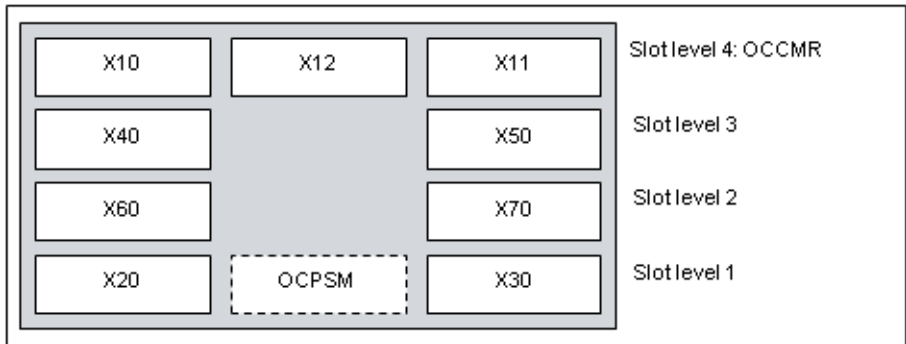 X10 X12 X11 Slot level 4: OCCMR
X40 X50 Slot level 3
X60 X70 Slot level 2
X20 OCPSM X30 Slot level 1